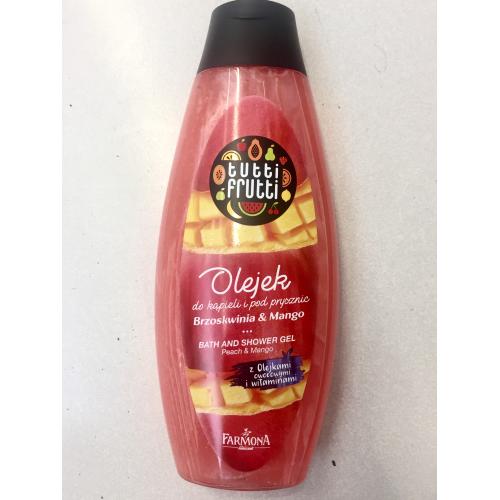 tutti
frutti
Olejek
do kąpieli i pod prysznic
Brzoskwinia & Mango
BATH AND SHOWER GEL
Peach & Mango
z Olejkami
owocowymi
i witaminami
FARMONA